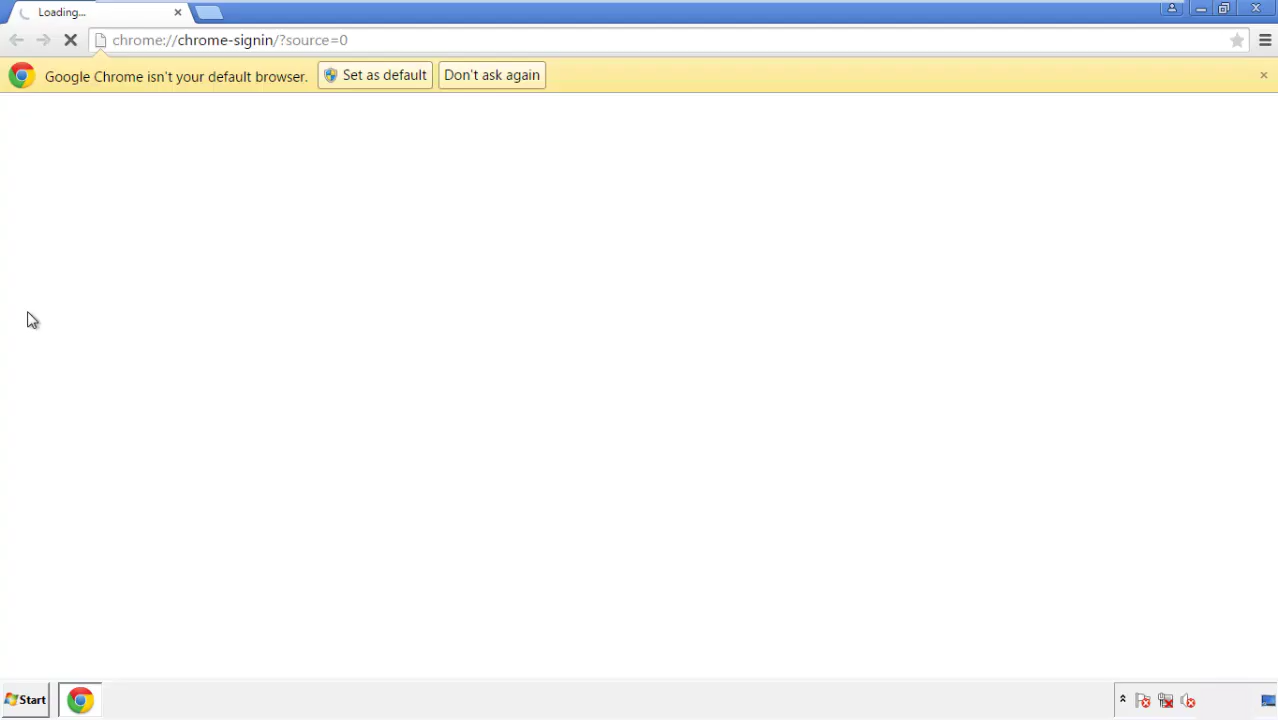 Loading...
chrome://chrome-signin/?source=0
Google Chrome isn't your default browser. Set as default Don't ask again
Start